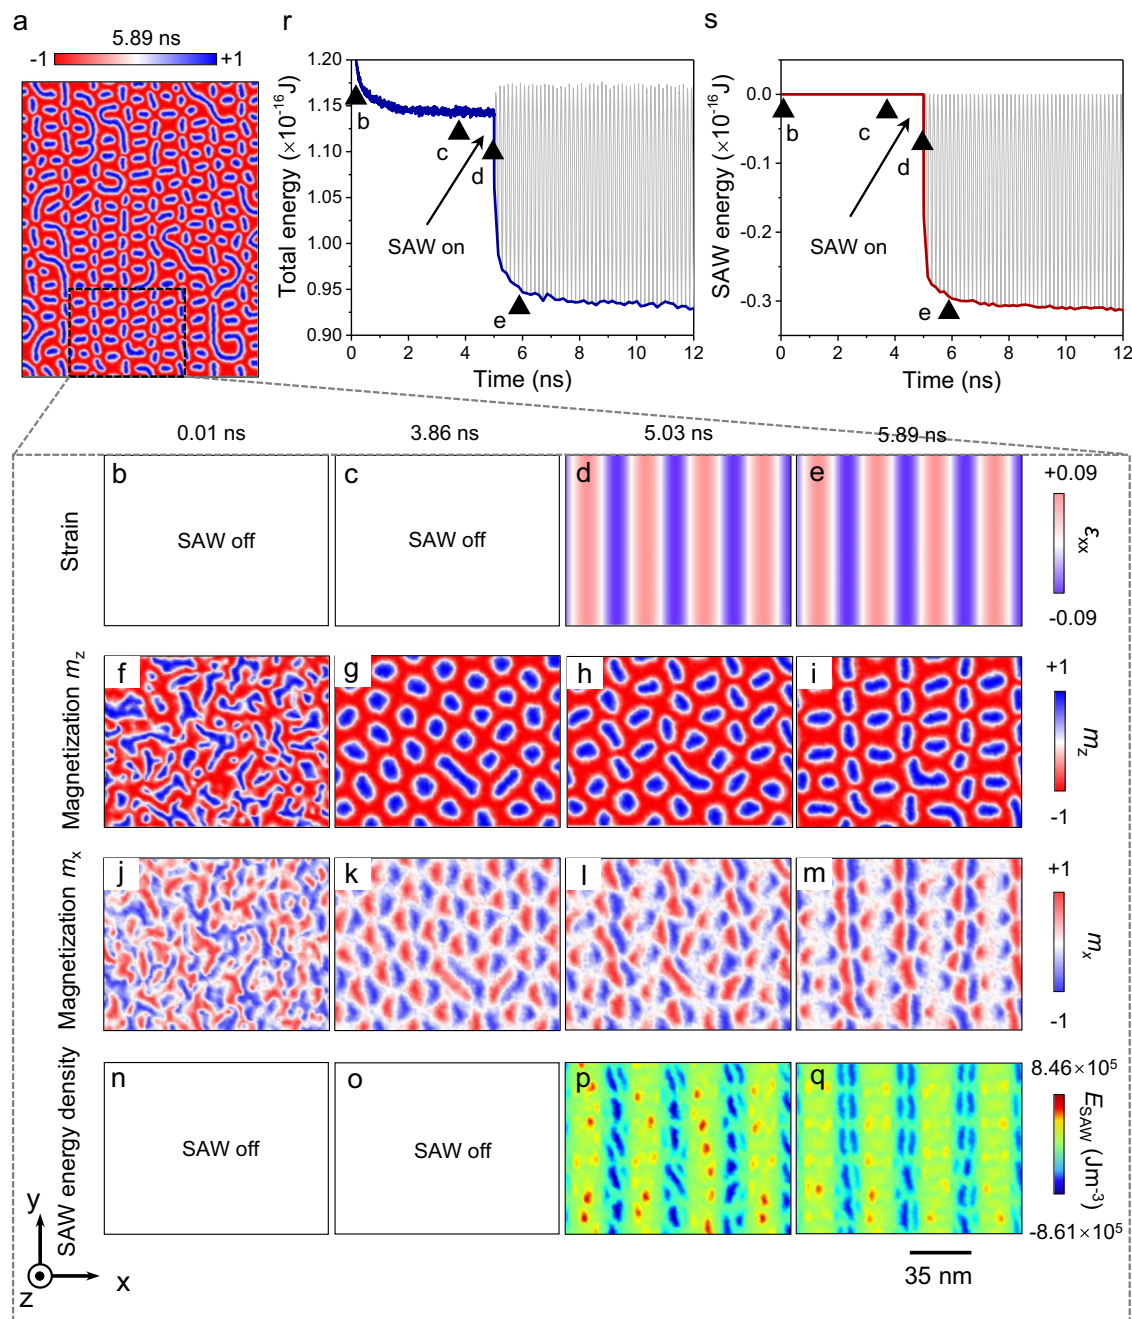 a
5.89 ns
-1
+1
r
1.20
1.15
1.10
1.05
1.00
0.95
0.90
Total energy (×10⁻¹⁶J)
b
c
d
SAW on
e
0
2
4
6
8
10
12
Time (ns)
s
0.0
-0.1
-0.2
-0.3
SAW energy (×10⁻¹⁶J)
b
c
d
SAW on
e
0
2
4
6
8
10
12
Time (ns)
0.01 ns
3.86 ns
5.03 ns
5.89 ns
Strain
b
SAW off
c
SAW off
d
e
+0.09
εxx
-0.09
Magnetization mz
f
g
h
i
+1
mz
-1
Magnetization mx
j
k
l
m
+1
mx
-1
SAW energy density
n
SAW off
o
SAW off
p
q
8.46×10⁵
ESAW (Jm⁻³)
-8.61×10⁵
y
z
x
35 nm